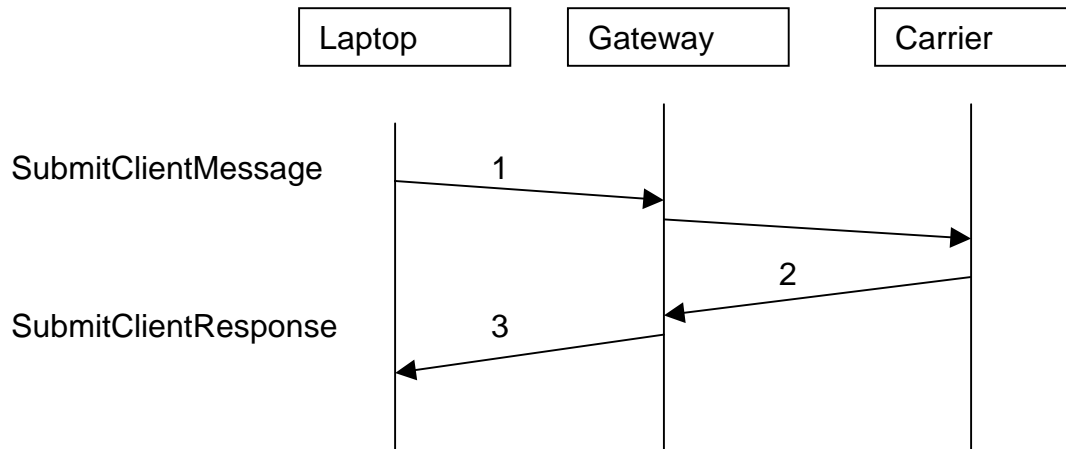 Laptop
Gateway
Carrier
SubmitClientMessage
1
2
SubmitClientResponse
3